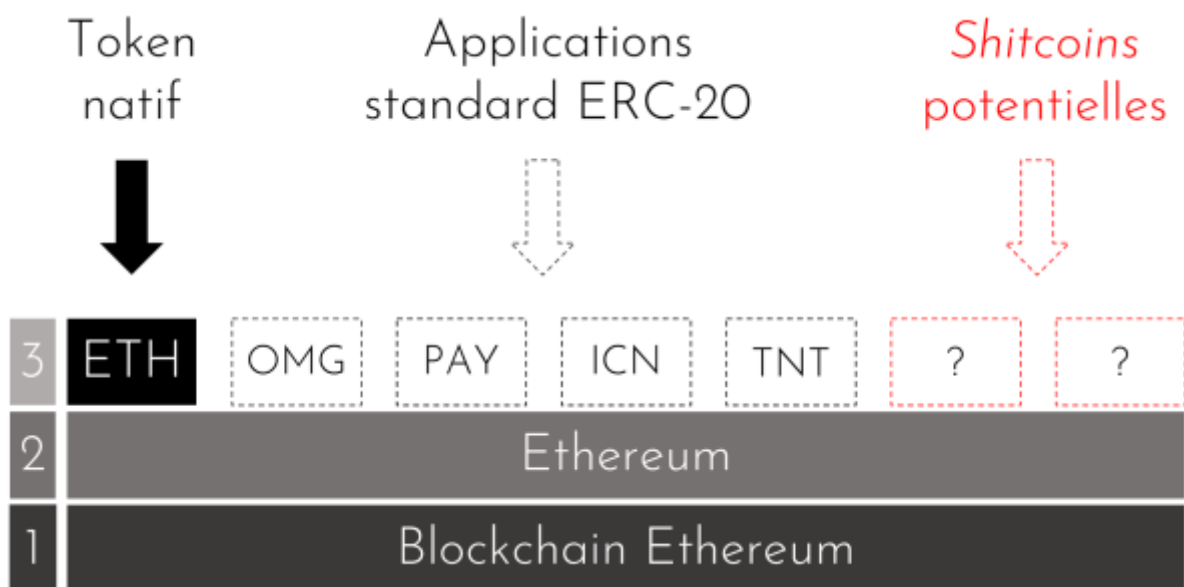 Token
natif
Applications
standard ERC-20
Shitcoins
potentielles
3
ETH
OMG
PAY
ICN
TNT
?
?
2
Ethereum
1
Blockchain Ethereum